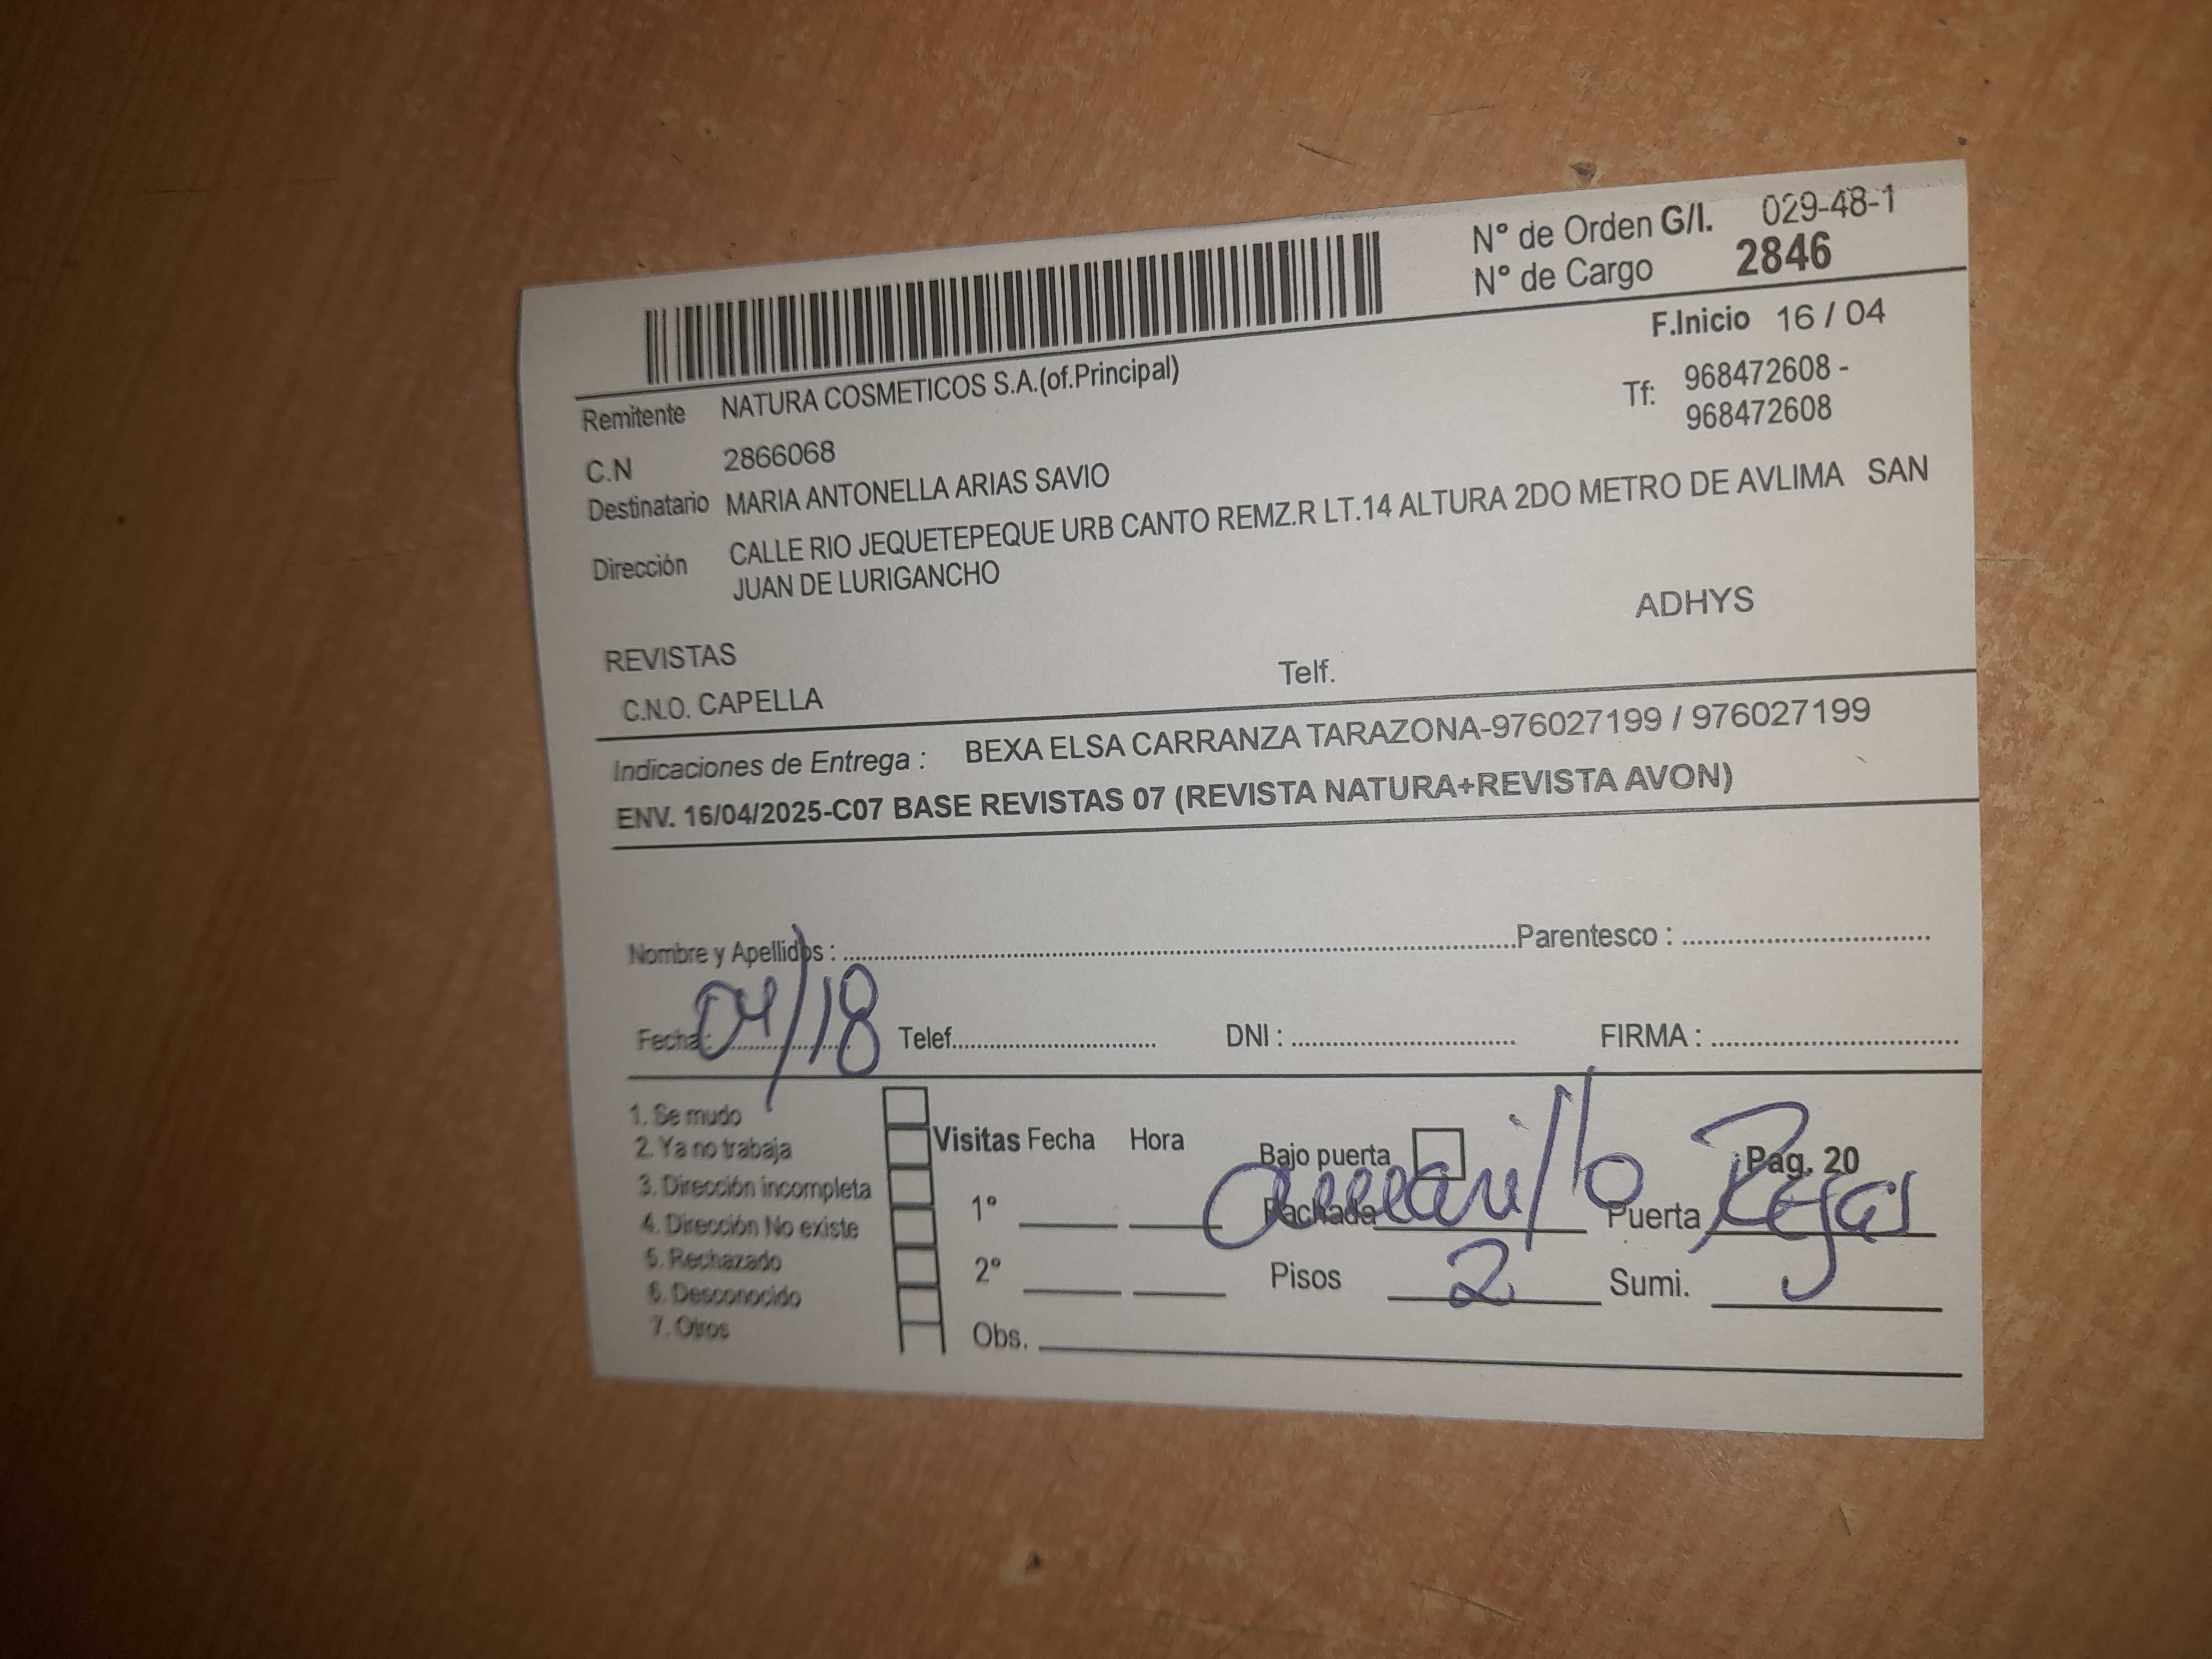 N° de Orden G/I. 029-48-1
N° de Cargo 2846
F.Inicio 16 / 04
Remitente NATURA COSMETICOS S.A.(of.Principal)
Tf: 968472608 -
968472608
C.N 2866068
Destinatario MARIA ANTONELLA ARIAS SAVIO
Dirección CALLE RIO JEQUETEPEQUE URB CANTO REMZ.R LT.14 ALTURA 2DO METRO DE AVLIMA SAN
JUAN DE LURIGANCHO
ADHYS
REVISTAS
C.N.O. CAPELLA Telf.
Indicaciones de Entrega : BEXA ELSA CARRANZA TARAZONA-976027199 / 976027199
ENV. 16/04/2025-C07 BASE REVISTAS 07 (REVISTA NATURA+REVISTA AVON)
Nombre y Apellidos : Parentesco :
Fecha: 04/18 Telef. DNI : FIRMA :
1. Se mudo
2. Ya no trabaja
3. Dirección incompleta
4. Dirección No existe
5. Rechazado
6. Desconocido
7. Otros
Visitas Fecha Hora
1°
2°
Obs.
Bajo puerta Pag. 20
Fachada amarillo Puerta Rejas
Pisos 2 Sumi.